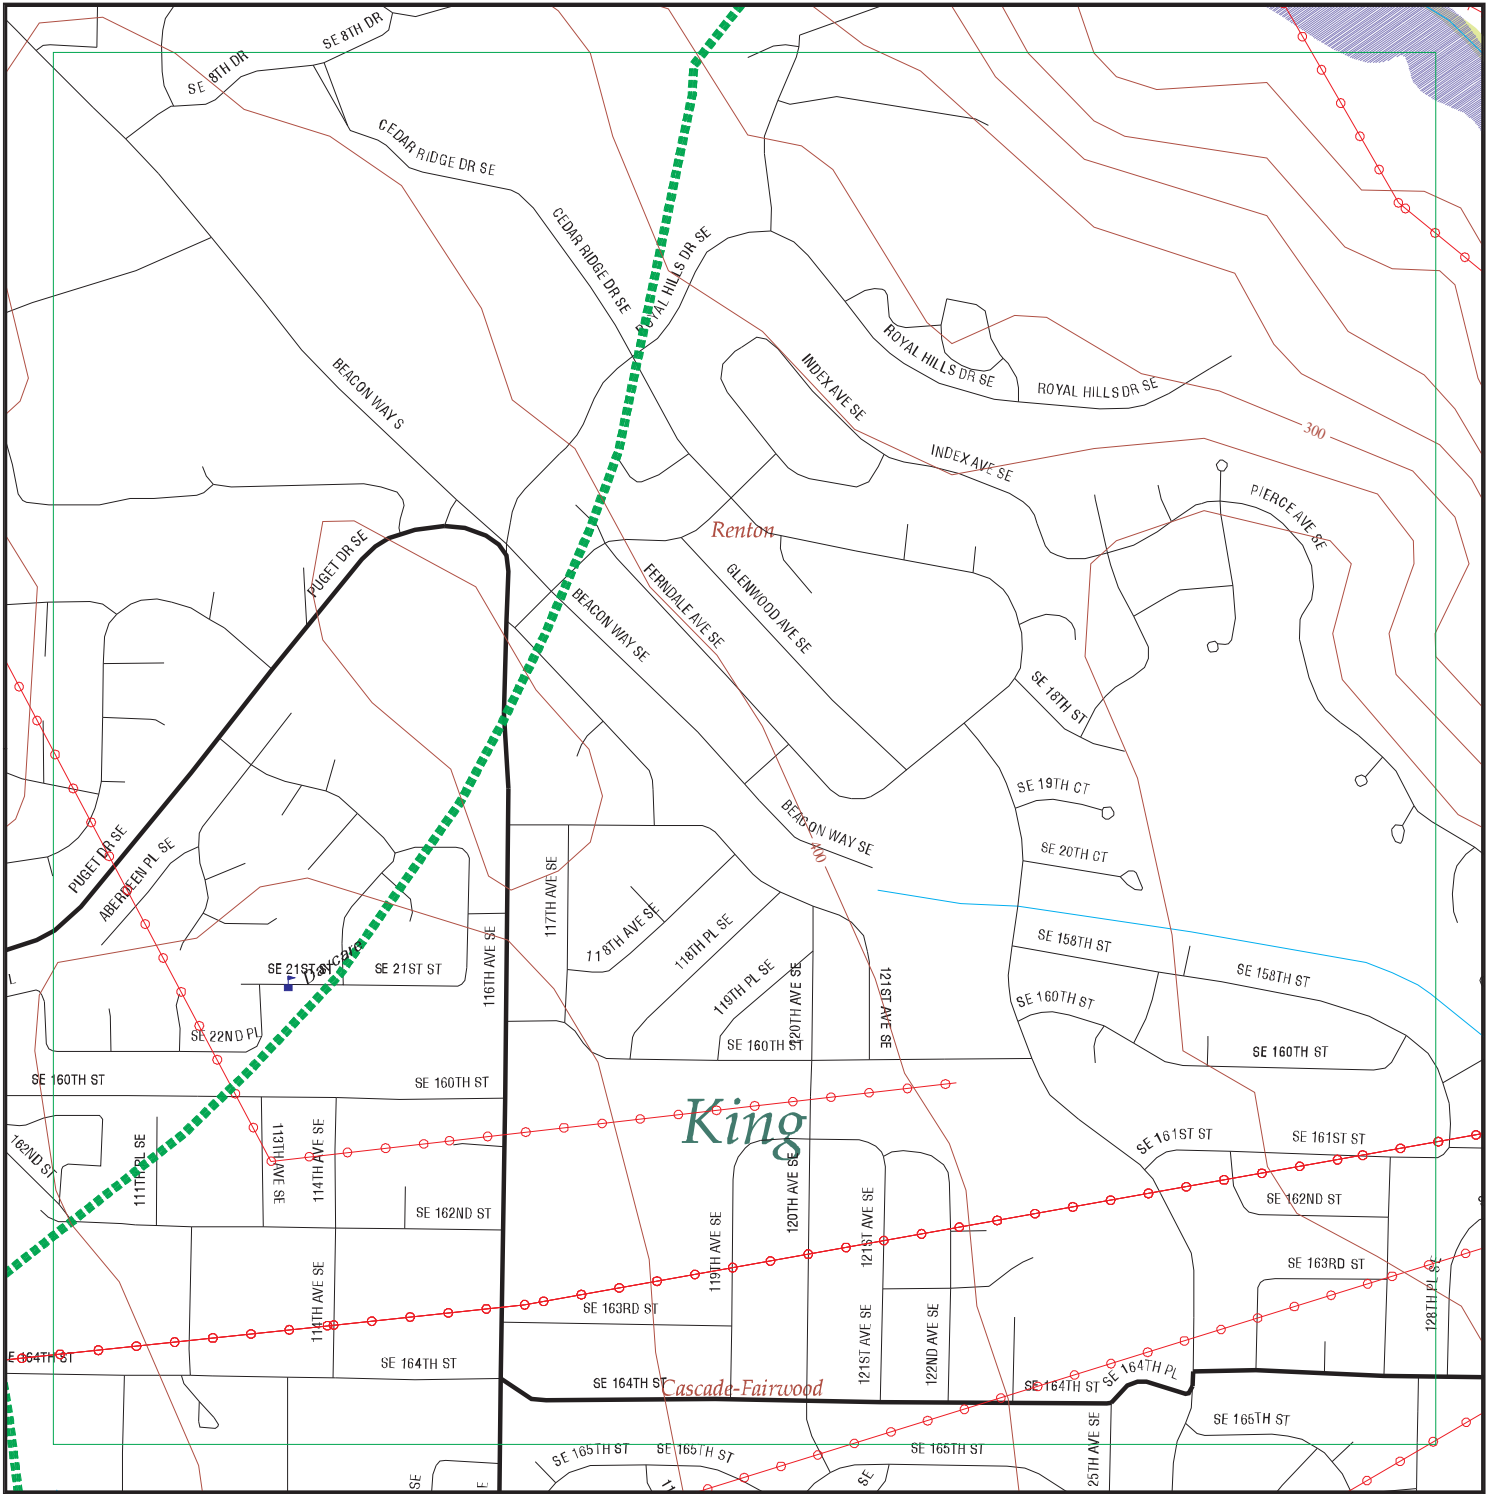 SE 8TH DR
SE 8TH DR
CEDAR RIDGE DR SE
CEDAR RIDGE DR SE
ROYAL HILLS DR SE
ROYAL HILLS DR SE
ROYAL HILLS DR SE
BEACON WAY S
INDEX AVE SE
INDEX AVE SE
300
PIERCE AVE SE
Renton
PUGET DR SE
FERNDALE AVE SE
GLENWOOD AVE SE
BEACON WAY SE
SE 18TH ST
SE 19TH CT
BEACON WAY SE
400
SE 20TH CT
PUGET DR SE
ABERDEEN PL SE
117TH AVE SE
118TH AVE SE
118TH PL SE
119TH PL SE
120TH AVE SE
121ST AVE SE
116TH AVE SE
SE 158TH ST
SE 158TH ST
L
SE 21ST ST
Daycare
SE 21ST ST
SE 160TH ST
SE 22ND PL
SE 160TH ST
SE 160TH ST
SE 160TH ST
SE 160TH ST
King
162ND ST
111TH PL SE
113TH AVE SE
114TH AVE SE
SE 161ST ST
SE 161ST ST
120TH AVE SE
SE 162ND ST
SE 162ND ST
119TH AVE SE
121ST AVE SE
114TH AVE SE
SE 163RD ST
SE 163RD ST
128TH PL SE
121ST AVE SE
122ND AVE SE
E 164TH ST
SE 164TH ST
SE 164TH ST
Cascade-Fairwood
SE 164TH ST
SE 164TH PL
SE 165TH ST
SE 165TH ST
SE 165TH ST
SE 165TH ST
25TH AVE SE
SE
E
11
SE